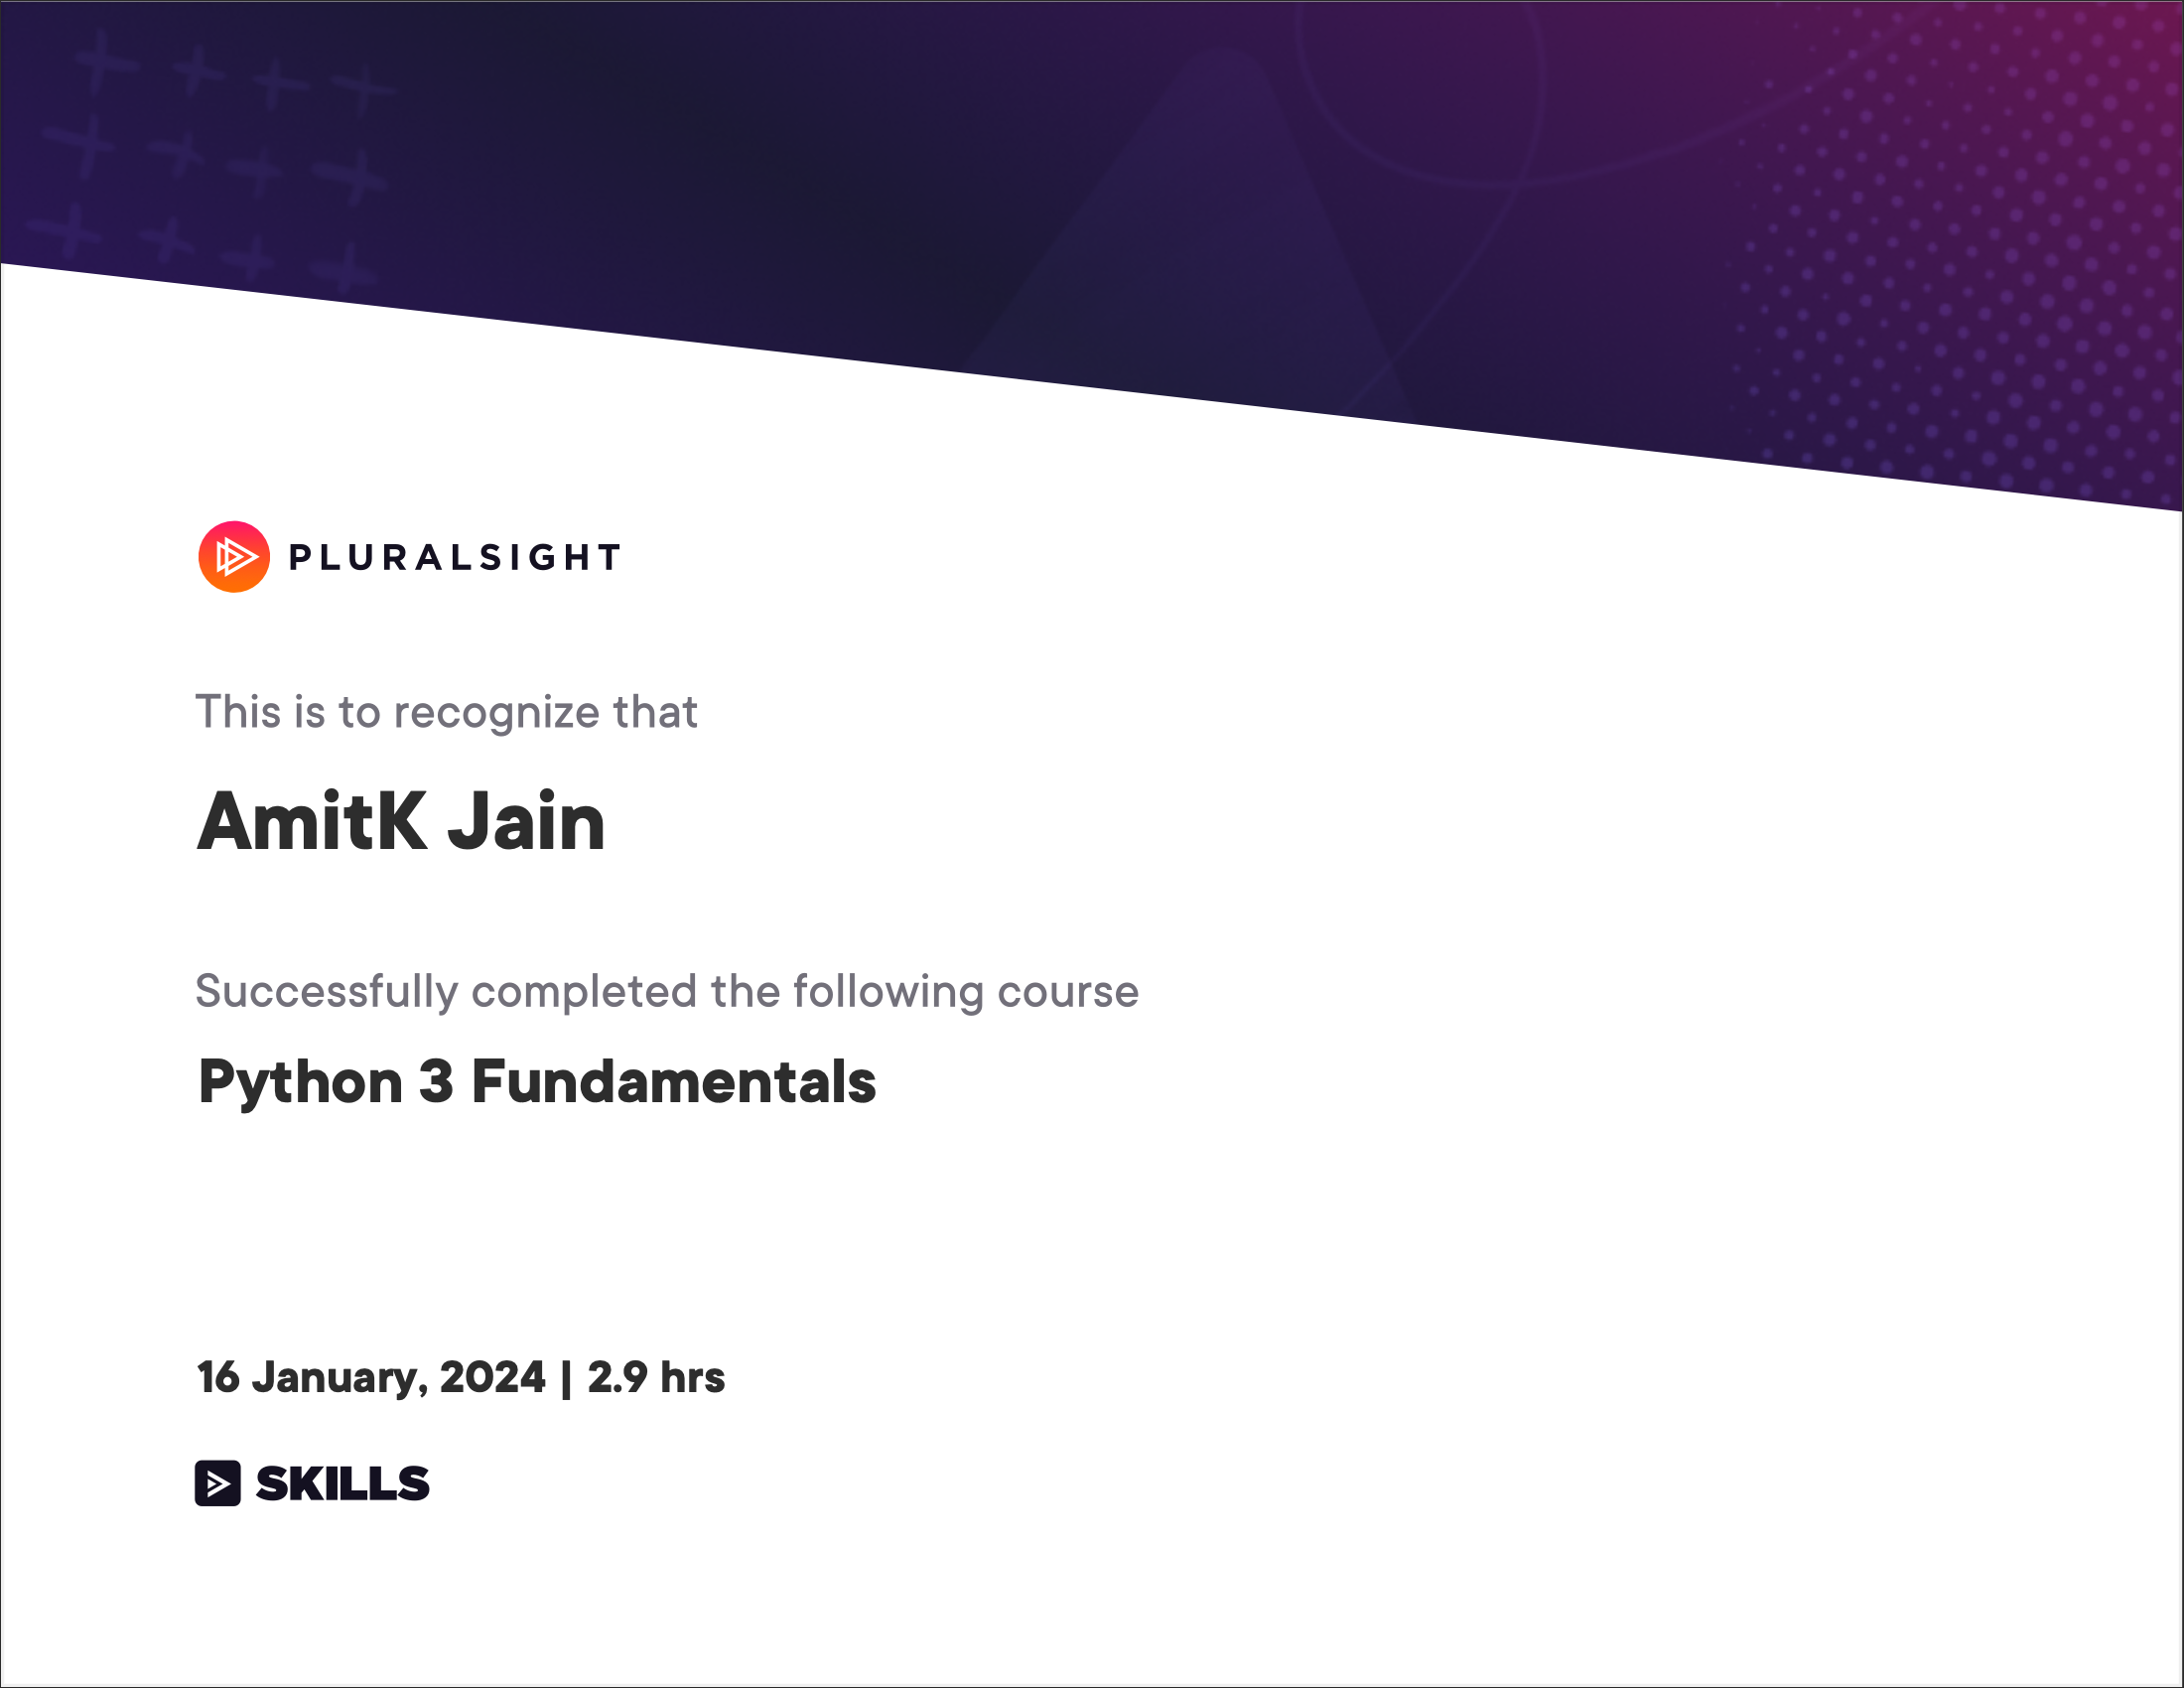 PLURALSIGHT
This is to recognize that
AmitK Jain
Successfully completed the following course
Python 3 Fundamentals
16 January, 2024 | 2.9 hrs
SKILLS